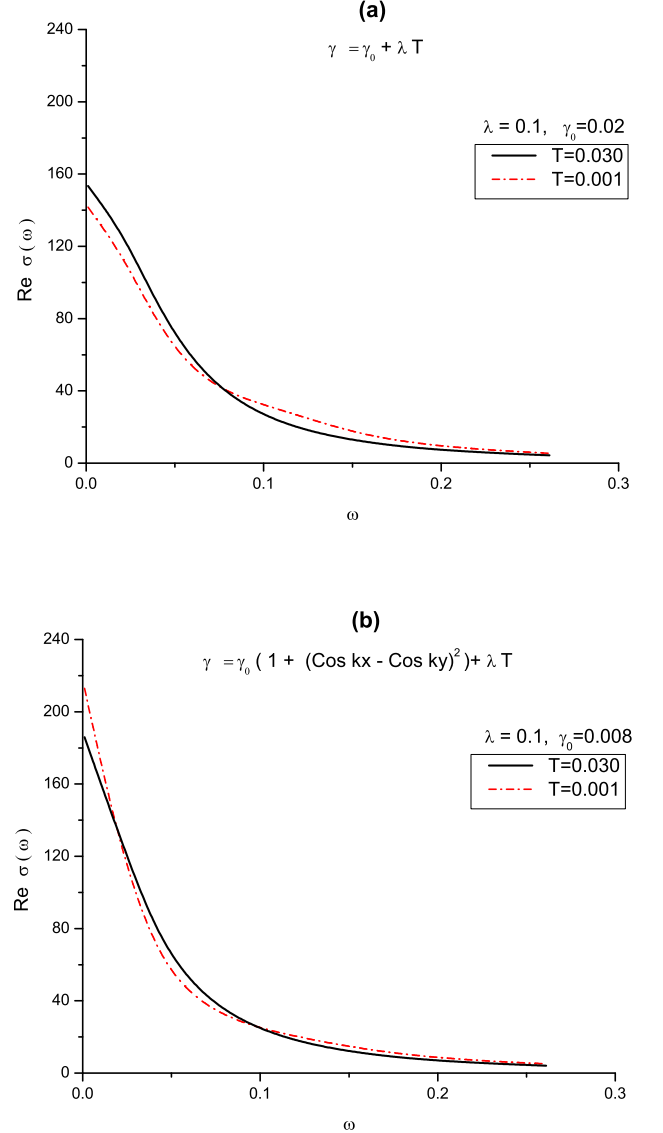 (a)
γ = γ₀ + λ T
λ = 0.1, γ₀=0.02
T=0.030
T=0.001
Re σ(ω)
240
200
160
120
80
40
0
0.0 0.1 0.2 0.3
ω
(b)
γ = γ₀ ( 1 + (Cos kx - Cos ky)² )+ λ T
λ = 0.1, γ₀=0.008
T=0.030
T=0.001
Re σ(ω)
240
200
160
120
80
40
0
0.0 0.1 0.2 0.3
ω